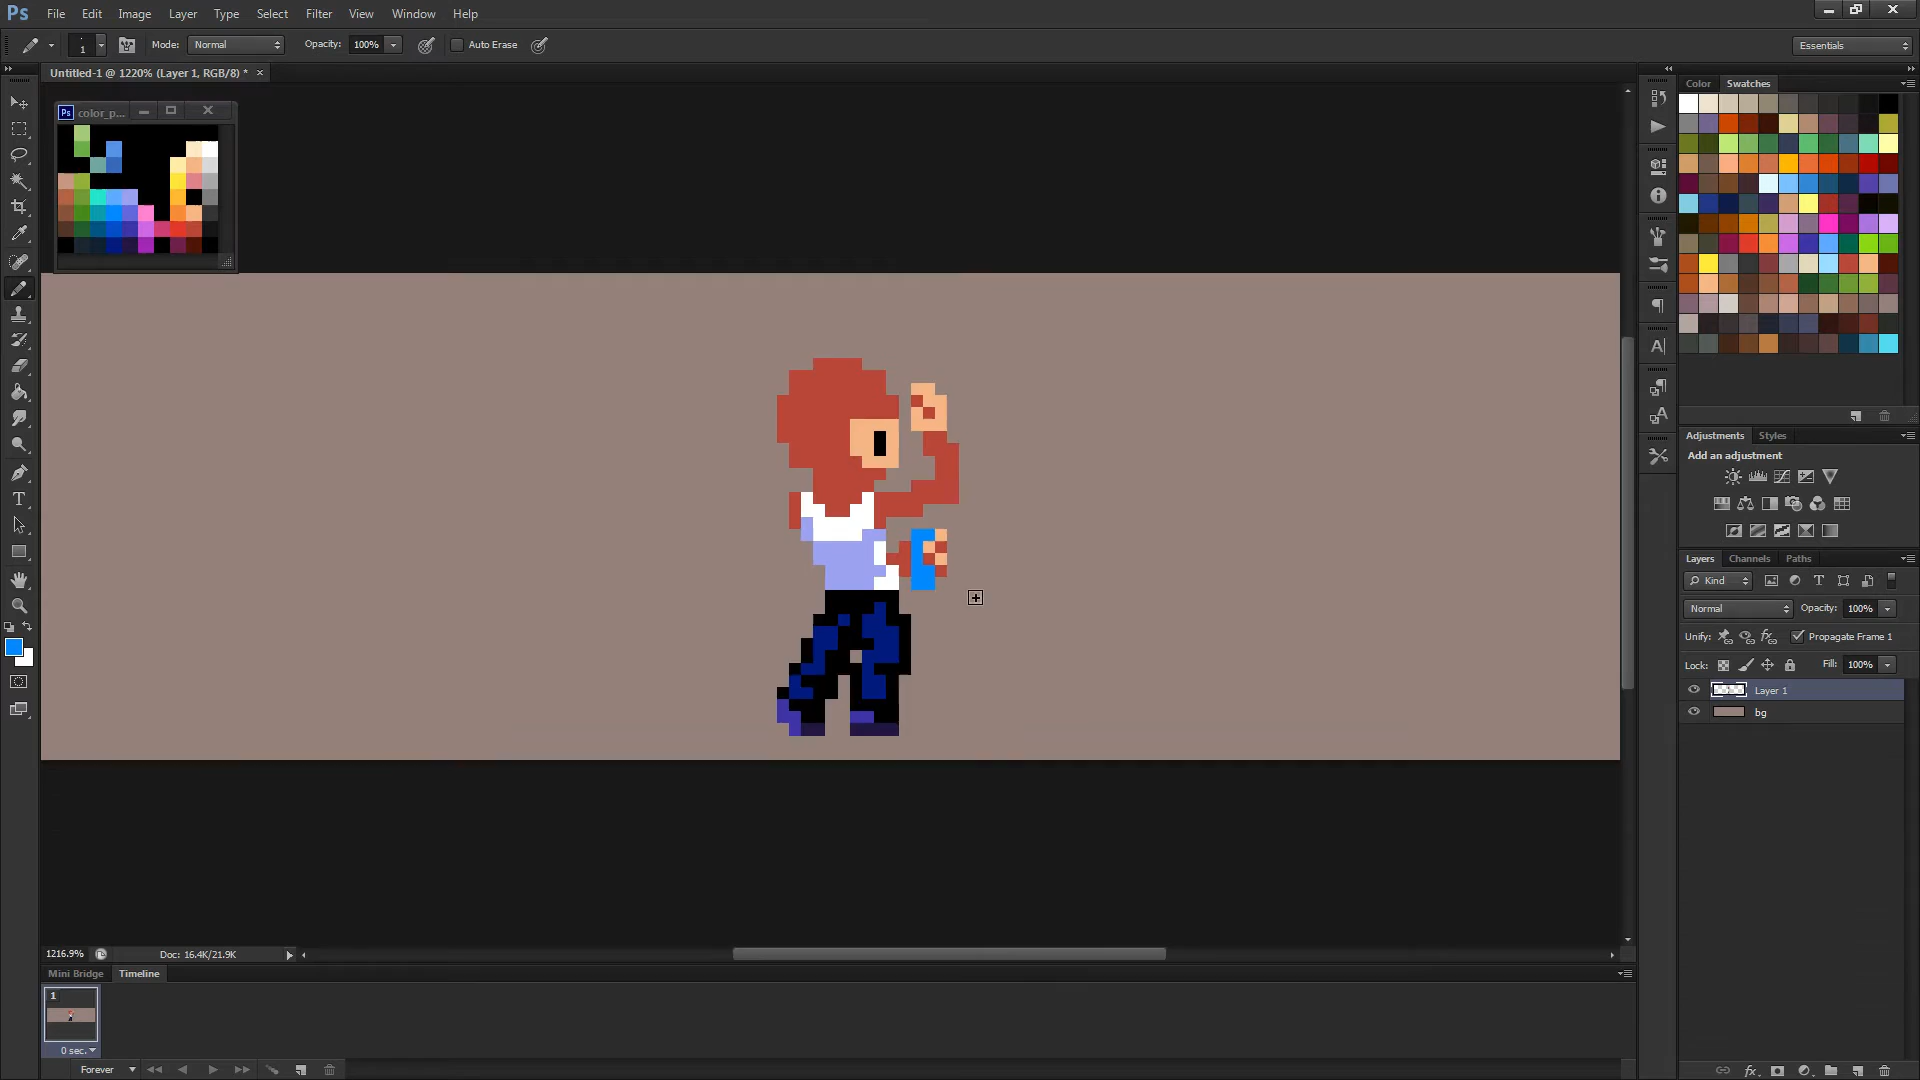 Ps File Edit Image Layer Type Select Filter View Window Help
1 Mode: Normal Opacity: 100% Auto Erase Essentials
Untitled-1 @ 1220% (Layer 1, RGB/8) * ×
Ps color_p...
Color Swatches
Adjustments Styles
Add an adjustment
Layers Channels Paths
Kind
Normal Opacity: 100%
Unify: Propagate Frame 1
Lock: Fill: 100%
Layer 1
bg
1216.9% Doc: 16.4K/21.9K
Mini Bridge Timeline
1
0 sec.
Forever